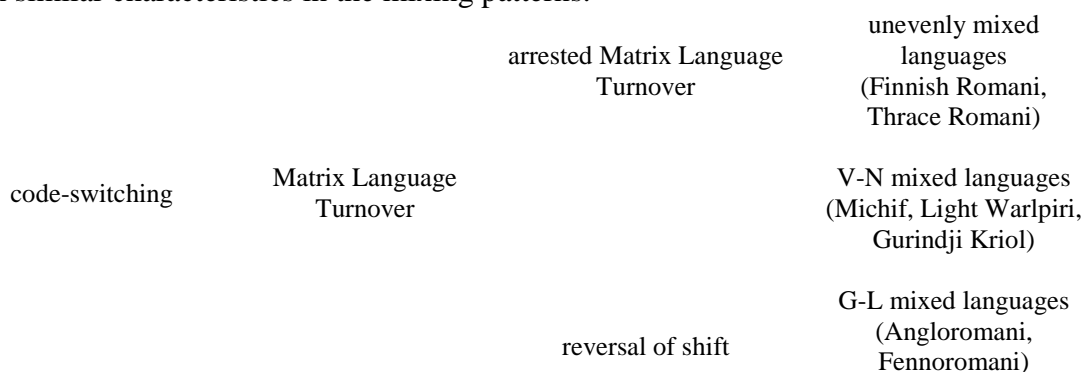 similar characteristics in the mixing patterns.
unevenly mixed
languages
(Finnish Romani,
Thrace Romani)
arrested Matrix Language
Turnover
code-switching
Matrix Language
Turnover
V-N mixed languages
(Michif, Light Warlpiri,
Gurindji Kriol)
reversal of shift
G-L mixed languages
(Angloromani,
Fennoromani)